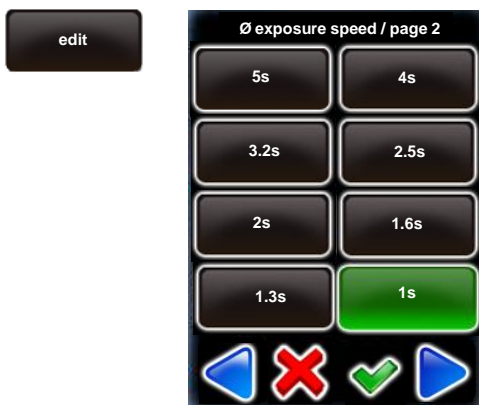 edit
Ø exposure speed / page 2
5s
4s
3.2s
2.5s
2s
1.6s
1.3s
1s